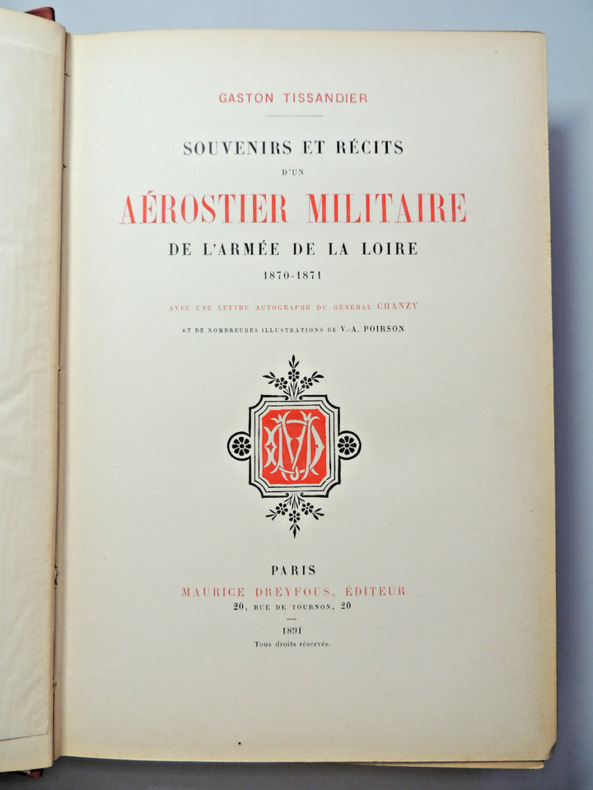 GASTON TISSANDIER
SOUVENIRS ET RÉCITS
D'UN
AÉROSTIER MILITAIRE
DE L'ARMÉE DE LA LOIRE
1870-1871
AVEC UNE LETTRE AUTOGRAPHE DU GÉNÉRAL CHANZY
ET DE NOMBREUSES ILLUSTRATIONS DE V.-A. POIRSON
PARIS
MAURICE DREYFOUS, ÉDITEUR
20, RUE DE TOURNON, 20
1891
Tous droits réservés.